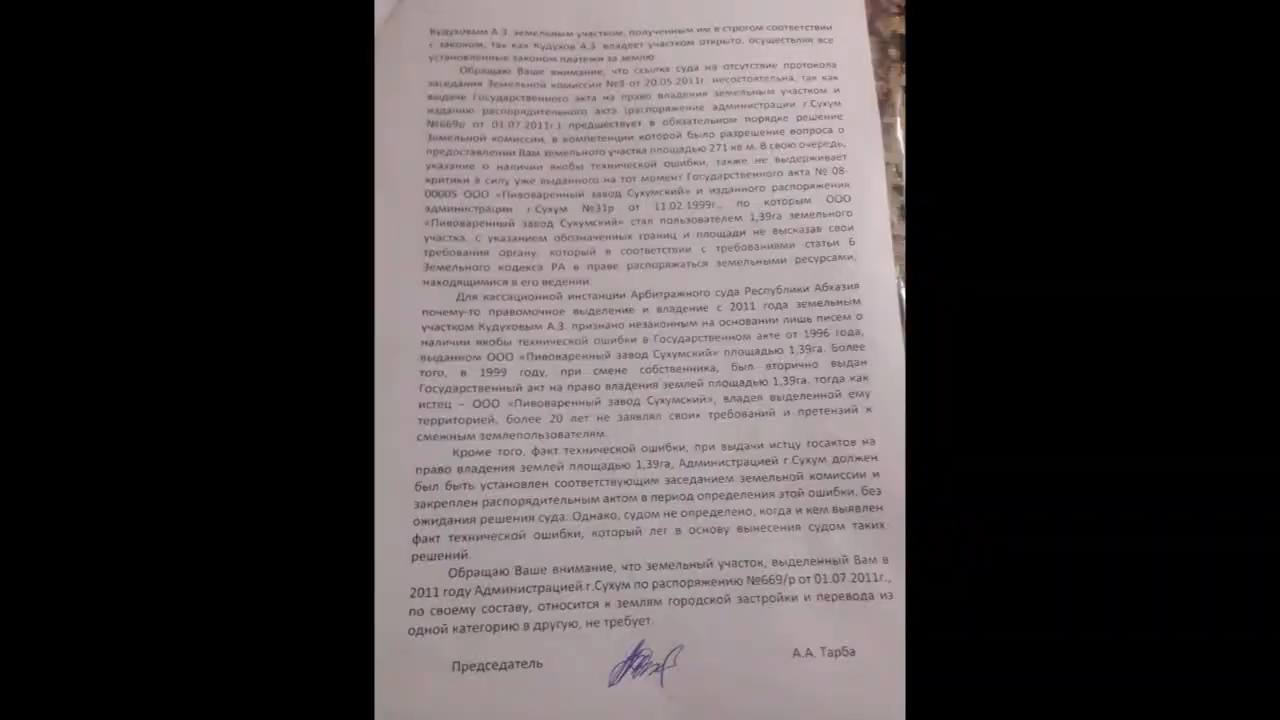 Кудуховым А.З. земельным участком, полученным им в строгом соответствии
с законом, так как Кудухов А.З. владеет участком открыто, осуществляя все
установленные законом платежи за землю.
Обращаю Ваше внимание, что ссылка суда на отсутствие протокола
заседания Земельной комиссии №3 от 20.05.2011г. несостоятельна, так как
выдаче Государственного акта на право владения земельным участком и
изданию распорядительного акта (распоряжение администрации г.Сухум
№669р от 01.07.2011г.) предшествует в обязательном порядке решение
Земельной комиссии, в компетенции которой было разрешение вопроса о
предоставлении Вам земельного участка площадью 271 кв.м. В свою очередь,
указание о наличии якобы технической ошибки, также не выдерживает
критики в силу уже выданного на тот момент Государственного акта № 08-
00005 ООО «Пивоваренный завод Сухумский» и изданного распоряжения
администрации г.Сухум №31р от 11.02.1999г., по которым ООО
«Пивоваренный завод Сухумский» стал пользователем 1,39га земельного
участка, с указанием обозначенных границ и площади не высказав свои
требования органу, который в соответствии с требованиями статьи 6
Земельного кодекса РА в праве распоряжаться земельными ресурсами,
находящимися в его ведении.
Для кассационной инстанции Арбитражного суда Республики Абхазия
почему-то правомочное выделение и владение с 2011 года земельным
участком Кудуховым А.З. признано незаконным на основании лишь писем о
наличии якобы технической ошибки в Государственном акте от 1996 года,
выданном ООО «Пивоваренный завод Сухумский» площадью 1,39га. Более
того, в 1999 году, при смене собственника, был вторично выдан
Государственный акт на право владения землей площадью 1,39га, тогда как
истец – ООО «Пивоваренный завод Сухумский», владея выделенной ему
территорией, более 20 лет не заявлял своих требований и претензий к
смежным землепользователям.
Кроме того, факт технической ошибки, при выдачи истцу госактов на
право владения землей площадью 1,39га, Администрацией г.Сухум должен
был быть установлен соответствующим заседанием земельной комиссии и
закреплен распорядительным актом в период определения этой ошибки, без
ожидания решения суда. Однако, судом не определено, когда и кем выявлен
факт технической ошибки, который лег в основу вынесения судом таких
решений.
Обращаю Ваше внимание, что земельный участок, выделенный Вам в
2011 году Администрацией г.Сухум по распоряжению №669/р от 01.07.2011г.,
по своему составу, относится к землям городской застройки и перевода из
одной категорию в другую, не требует.
Председатель
А.А. Тарба